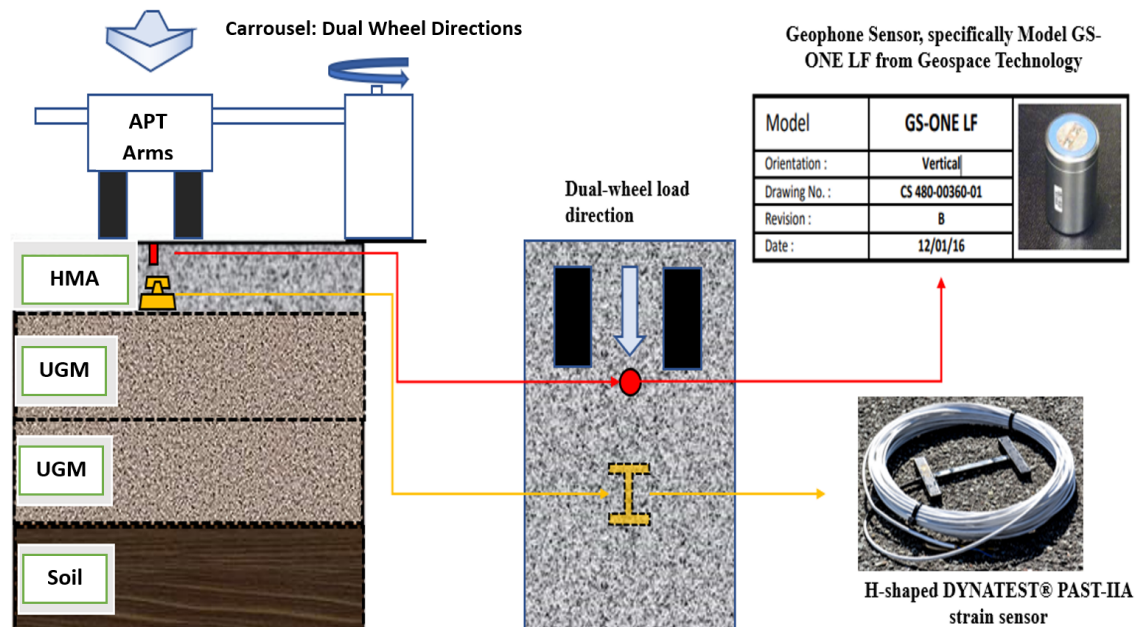 Carrousel: Dual Wheel Directions
APT
Arms
HMA
UGM
UGM
Soil
Dual-wheel load
direction
Geophone Sensor, specifically Model GS-
ONE LF from Geospace Technology
Model GS-ONE LF
Orientation : Vertical
Drawing No. : CS 480-00360-01
Revision : B
Date : 12/01/16
H-shaped DYNATEST® PAST-IIA
strain sensor